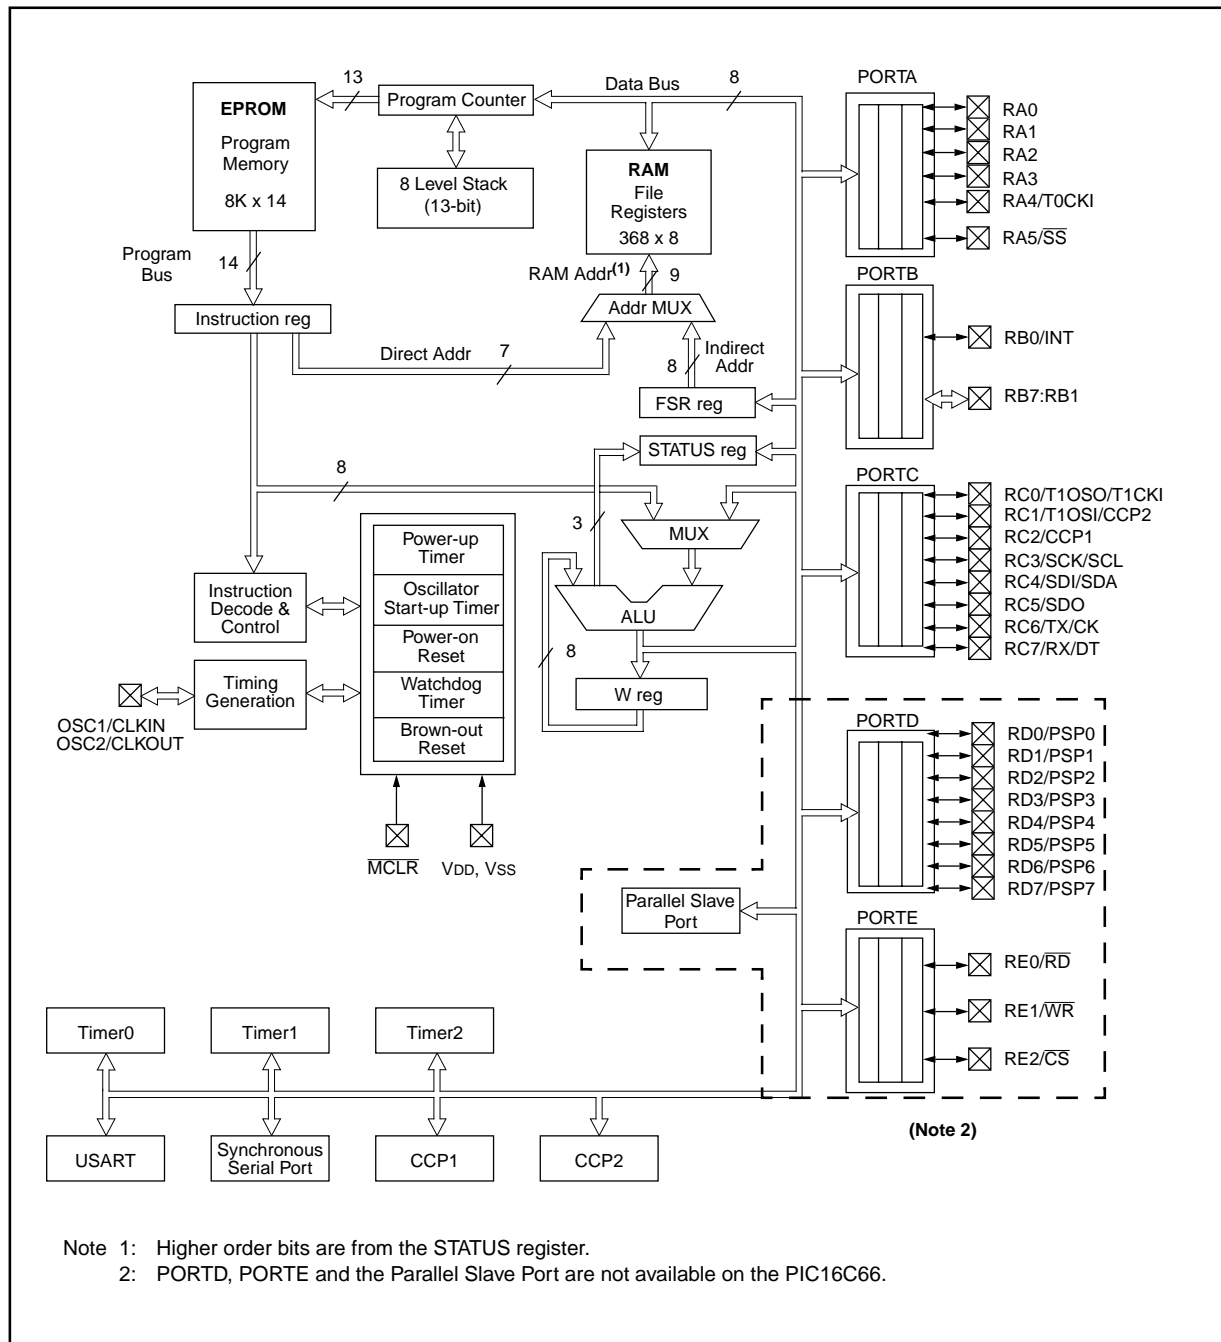 13
Data Bus
8
PORTA
EPROM
Program
Memory
8K x 14
Program Counter
8 Level Stack
(13-bit)
RAM
File
Registers
368 x 8
RA0
RA1
RA2
RA3
RA4/T0CKI
RA5/S̅S̅
Program
Bus
14
RAM Addr(1)
9
PORTB
Instruction reg
Addr MUX
Direct Addr
7
Indirect
Addr
8
RB0/INT
FSR reg
RB7:RB1
STATUS reg
8
3
PORTC
MUX
RC0/T1OSO/T1CKI
RC1/T1OSI/CCP2
RC2/CCP1
RC3/SCK/SCL
RC4/SDI/SDA
RC5/SDO
RC6/TX/CK
RC7/RX/DT
Power-up
Timer
Oscillator
Start-up Timer
Power-on
Reset
Watchdog
Timer
Brown-out
Reset
Instruction
Decode &
Control
ALU
8
W reg
Timing
Generation
OSC1/CLKIN
OSC2/CLKOUT
M̅C̅L̅R̅
VDD, VSS
PORTD
RD0/PSP0
RD1/PSP1
RD2/PSP2
RD3/PSP3
RD4/PSP4
RD5/PSP5
RD6/PSP6
RD7/PSP7
Parallel Slave
Port
PORTE
RE0/R̅D̅
RE1/W̅R̅
RE2/C̅S̅
Timer0
Timer1
Timer2
USART
Synchronous
Serial Port
CCP1
CCP2
(Note 2)
Note 1: Higher order bits are from the STATUS register.
2: PORTD, PORTE and the Parallel Slave Port are not available on the PIC16C66.